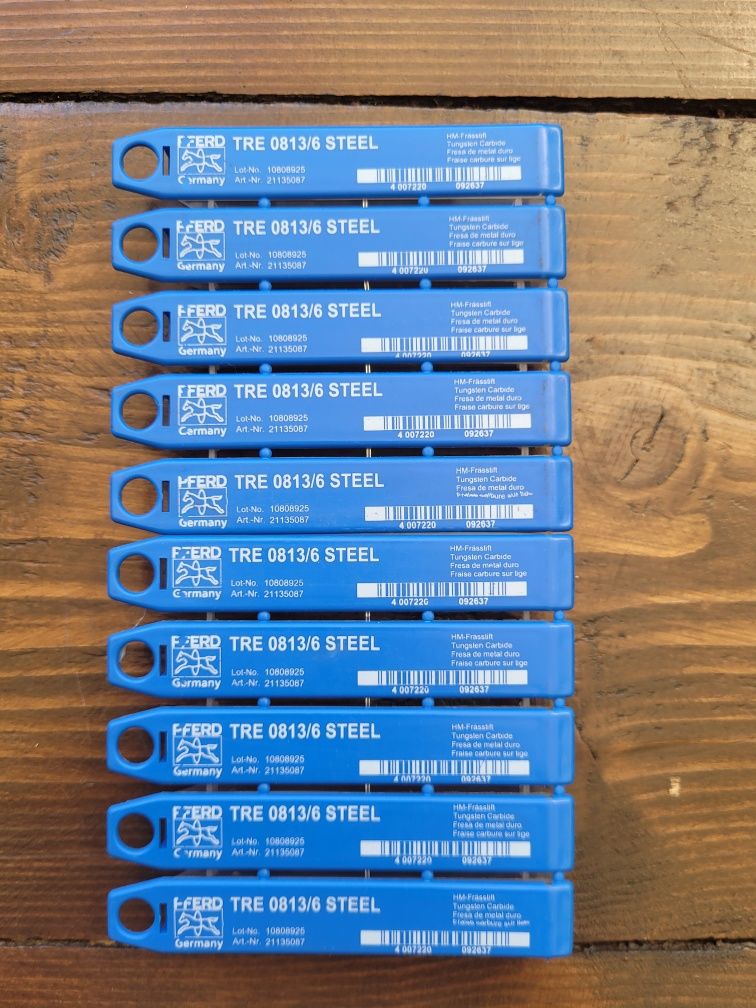 PFERD TRE 0813/6 STEEL
HM-Frässtift
Tungsten Carbide
Fresa de metal duro
Fraise carbure sur tige
Lot-No. 10808925
Art.-Nr. 21135087
Germany
4 007220 092637
PFERD TRE 0813/6 STEEL
HM-Frässtift
Tungsten Carbide
Fresa de metal duro
Fraise carbure sur tige
Lot-No. 10808925
Art.-Nr. 21135087
Germany
4 007220 092637
PFERD TRE 0813/6 STEEL
HM-Frässtift
Tungsten Carbide
Fresa de metal duro
Fraise carbure sur tige
Lot-No. 10808925
Art.-Nr. 21135087
Germany
4 007220 092637
PFERD TRE 0813/6 STEEL
HM-Frässtift
Tungsten Carbide
Fresa de metal duro
Fraise carbure sur tige
Lot-No. 10808925
Art.-Nr. 21135087
Germany
4 007220 092637
PFERD TRE 0813/6 STEEL
HM-Frässtift
Tungsten Carbide
Fresa de metal duro
Fraise carbure sur tige
Lot-No. 10808925
Art.-Nr. 21135087
Germany
4 007220 092637
PFERD TRE 0813/6 STEEL
HM-Frässtift
Tungsten Carbide
Fresa de metal duro
Fraise carbure sur tige
Lot-No. 10808925
Art.-Nr. 21135087
Germany
4 007220 092637
PFERD TRE 0813/6 STEEL
HM-Frässtift
Tungsten Carbide
Fresa de metal duro
Fraise carbure sur tige
Lot-No. 10808925
Art.-Nr. 21135087
Germany
4 007220 092637
PFERD TRE 0813/6 STEEL
HM-Frässtift
Tungsten Carbide
Fresa de metal duro
Fraise carbure sur tige
Lot-No. 10808925
Art.-Nr. 21135087
Germany
4 007220 092637
PFERD TRE 0813/6 STEEL
HM-Frässtift
Tungsten Carbide
Fresa de metal duro
Fraise carbure sur tige
Lot-No. 10808925
Art.-Nr. 21135087
Germany
4 007220 092637
PFERD TRE 0813/6 STEEL
HM-Frässtift
Tungsten Carbide
Fresa de metal duro
Fraise carbure sur tige
Lot-No. 10808925
Art.-Nr. 21135087
Germany
4 007220 092637